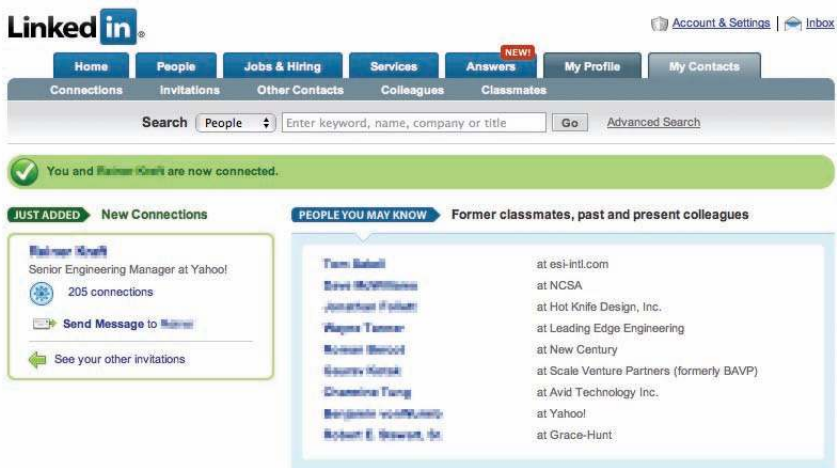 Linked in
Account & Settings | Inbox
NEW!
Home People Jobs & Hiring Services Answers My Profile My Contacts
Connections Invitations Other Contacts Colleagues Classmates
Search People Enter keyword, name, company or title Go Advanced Search
You and are now connected.
JUST ADDED New Connections
Senior Engineering Manager at Yahoo!
205 connections
Send Message to
See your other invitations
PEOPLE YOU MAY KNOW Former classmates, past and present colleagues
at esi-intl.com
at NCSA
at Hot Knife Design, Inc.
at Leading Edge Engineering
at New Century
at Scale Venture Partners (formerly BAVP)
at Avid Technology Inc.
at Yahoo!
at Grace-Hunt